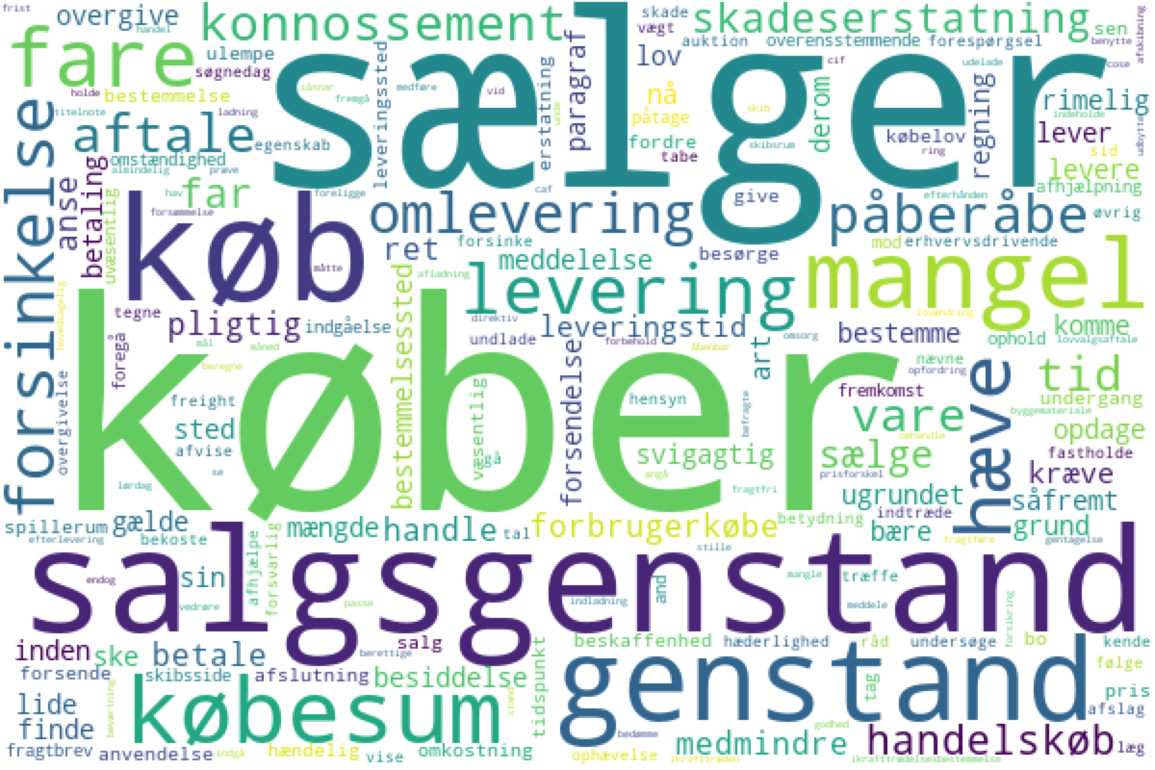 frist
overgive
handel
konnossement
sælger
skade
vægt
skadeserstatning
sen
benytte
afskibning
fare
ulempe
søgnedag
bestemmelse
holde
titelnote
ladning
såsnar
fremgå
medføre
leveringssted
vid
erstatning
unde
paragraf
lov
auktion
overensstemmende
forespørgsel
cif
udelade
cose
nå
påtage
fordre
tabe
skib
skibsrum
derom
købelov
ring
regning
rimelig
indeholde
lever
sid
levere
udbytte
afhjælpning
aftale
egenskab
omstændighed
almindelig
prøve
forsinkelse
anse
betaling
uvæsentlig
far
hav
forsømmelse
foreligge
caf
køb
måtte
omlevering
ret
forsinke
give
efterhånden
påberåbe
øvrig
mod
erhvervsdrivende
besørge
meddelelse
afladning
levering
mangel
hovedsagelig
tegne
pligtig
indgåelse
foregå
mål
måned
beregne
bestemmelsessted
direktiv
leveringstid
undlade
forbehold
åbenbar
omsorg
art
bestemme
lovændring
ophold
komme
lovvalgsaftale
nævne
opfordring
køber
overgivelse
freight
sted
afvise
se
lørdag
væsentlig
gå
forsendelse
hensyn
befragte
svigagtig
angå
fragtfri
prisforskel
fremkomst
vare
omhandle
sælge
hæve
tid
undergang
byggemateriale
opdage
fastholde
kræve
spillerum
gælde
efterlevering
bekoste
mængde
handle
tal
forbrugerkøbe
betydning
ugrundet
indtræde
bære
fragtføre
såfremt
grund
gentagelse
salgsgenstand
endog
sin
vedrøre
afhjælpe
forsvarlig
passe
stille
indladning
and
mangle
træffe
meddele
inden
ske
betale
forsende
skibsside
afslutning
salg
berettige
besiddelse
stand
tidspunkt
beskaffenhed
hæderlighed
råd
undersøge
forsikring
bo
kende
følge
genstand
tag
pris
afslag
lide
finde
beværtning
købesum
fragtbrev
anvendelse
indgå
hændelig
vise
omkostning
ophævelse
bedømme
medmindre
godhed
ikrafttræden
ikrafttrædelsesbestemmelse
handelskøb
læg